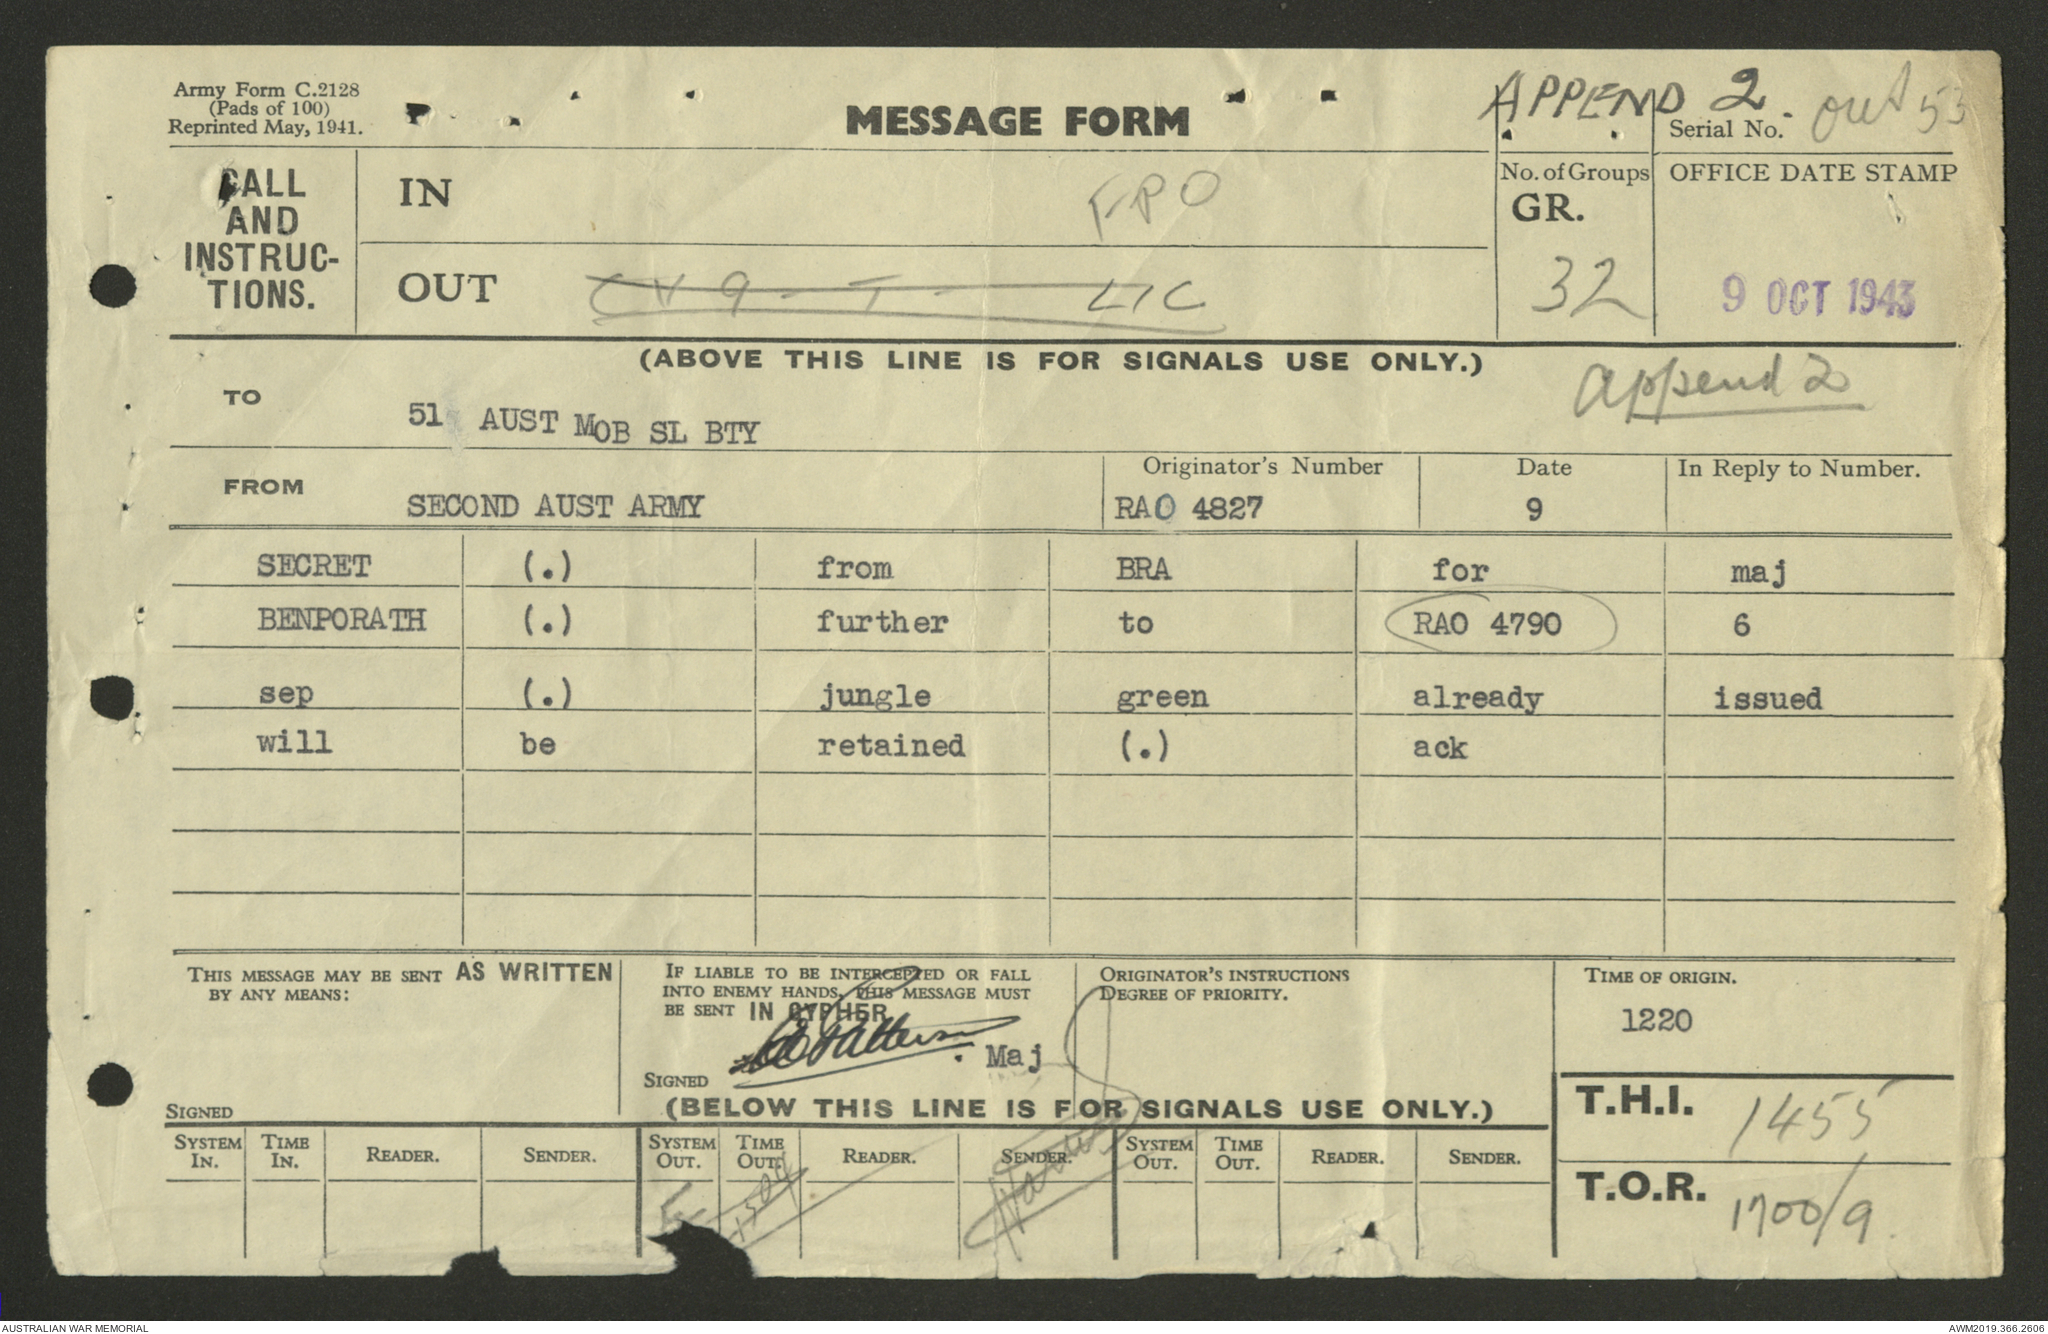 Army Form C.2128
(Pads of 100)
Reprinted May, 1941.
MESSAGE FORM
APPEND 2.
Serial No. out 53
CALL
AND
INSTRUC-
TIONS.
IN
FPO
No. of Groups
GR.
32
OFFICE DATE STAMP
9 OCT 1943
OUT
LIC
(ABOVE THIS LINE IS FOR SIGNALS USE ONLY.)
append 2
TO 51 AUST MOB SL BTY
FROM SECOND AUST ARMY
Originator's Number
RAO 4827
Date
9
In Reply to Number.
SECRET (.) from BRA for maj
BENPORATH (.) further to RAO 4790 6
sep (.) jungle green already issued
will be retained (.) ack
THIS MESSAGE MAY BE SENT AS WRITTEN
BY ANY MEANS:
SIGNED
IF LIABLE TO BE INTERCEPTED OR FALL
INTO ENEMY HANDS, THIS MESSAGE MUST
BE SENT IN CYPHER
Patterson. Maj
SIGNED
ORIGINATOR'S INSTRUCTIONS
DEGREE OF PRIORITY.
TIME OF ORIGIN.
1220
(BELOW THIS LINE IS FOR SIGNALS USE ONLY.)
T.H.I. 1455
T.O.R. 1700/9
SYSTEM IN. TIME IN. READER. SENDER. SYSTEM OUT. TIME OUT. READER. SENDER. SYSTEM OUT. TIME OUT. READER. SENDER.
AUSTRALIAN WAR MEMORIAL
AWM2019.366.2606